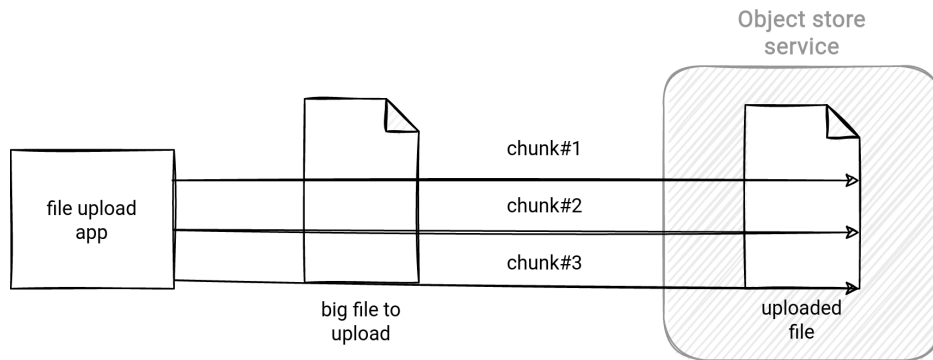 Object store
service
chunk#1
file upload
app
chunk#2
chunk#3
big file to
upload
uploaded
file